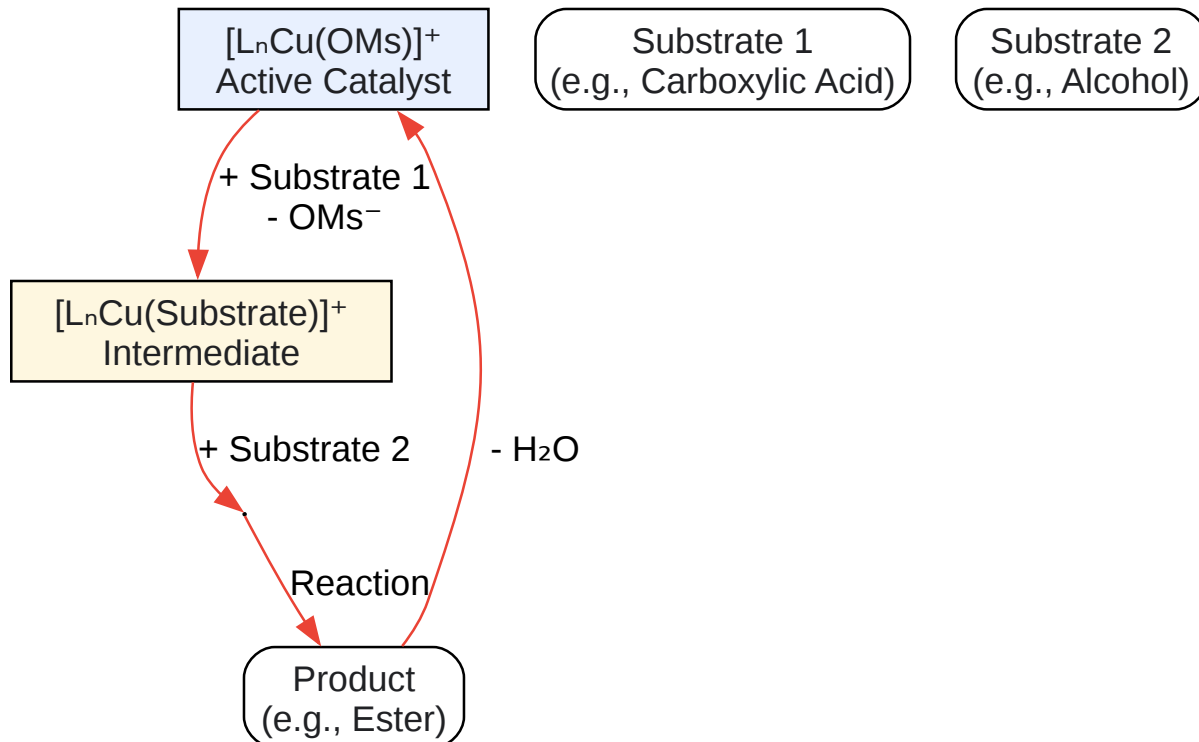 [LₙCu(OMs)]⁺
Active Catalyst
Substrate 1
(e.g., Carboxylic Acid)
Substrate 2
(e.g., Alcohol)
+ Substrate 1
- OMs⁻
[LₙCu(Substrate)]⁺
Intermediate
+ Substrate 2
- H₂O
Reaction
Product
(e.g., Ester)